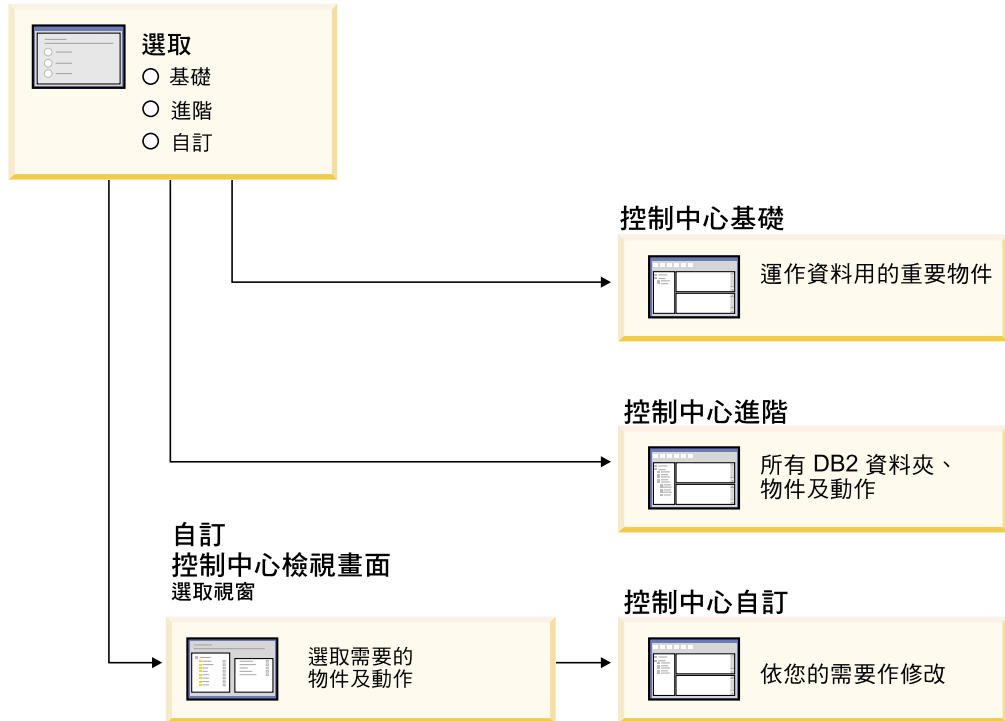 選取
基礎
進階
自訂
控制中心基礎
運作資料用的重要物件
控制中心進階
所有 DB2 資料夾、
物件及動作
自訂
控制中心檢視畫面
選取視窗
選取需要的
物件及動作
控制中心自訂
依您的需要作修改